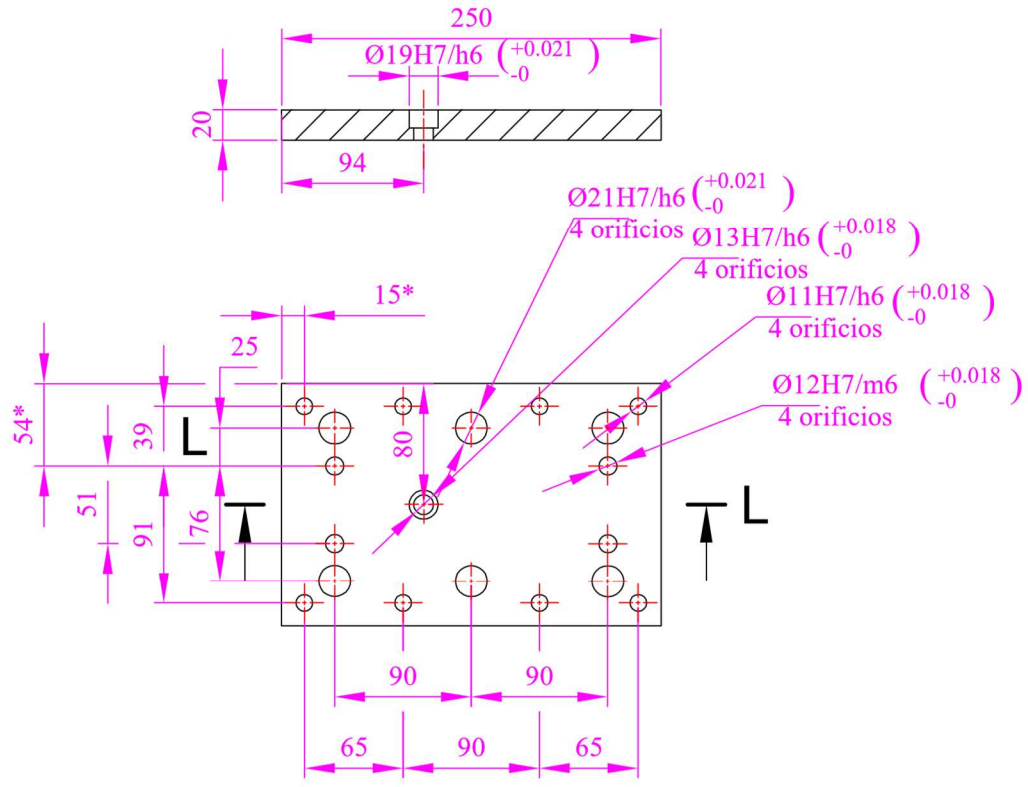 250
Ø19H7/h6 (+0.021 -0)
20
94
Ø21H7/h6 (+0.021 -0)
4 orificios
Ø13H7/h6 (+0.018 -0)
4 orificios
15*
Ø11H7/h6 (+0.018 -0)
4 orificios
25
Ø12H7/m6 (+0.018 -0)
4 orificios
54*
39
80
L
51
91
76
L
90
90
65
90
65